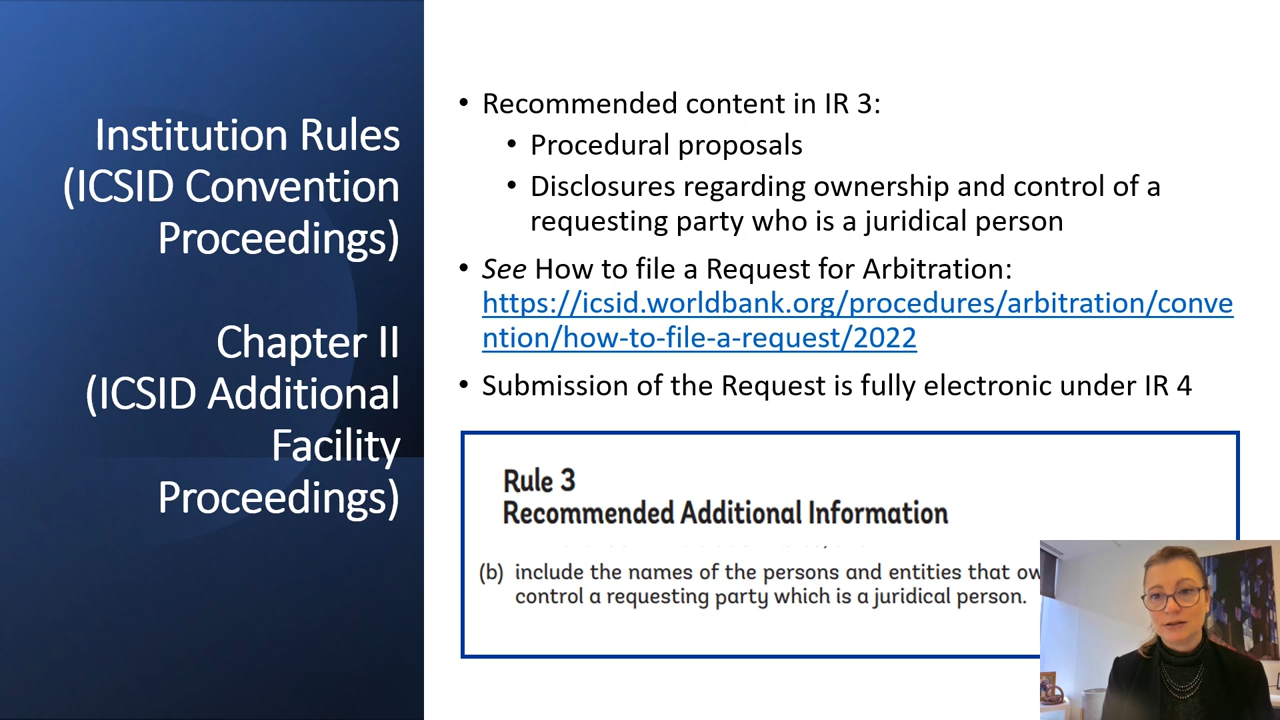 Institution Rules
(ICSID Convention
Proceedings)
Chapter II
(ICSID Additional
Facility
Proceedings)
• Recommended content in IR 3:
• Procedural proposals
• Disclosures regarding ownership and control of a
requesting party who is a juridical person
• See How to file a Request for Arbitration:
https://icsid.worldbank.org/procedures/arbitration/conve
ntion/how-to-file-a-request/2022
• Submission of the Request is fully electronic under IR 4
Rule 3
Recommended Additional Information
(b) include the names of the persons and entities that
control a requesting party which is a juridical person.